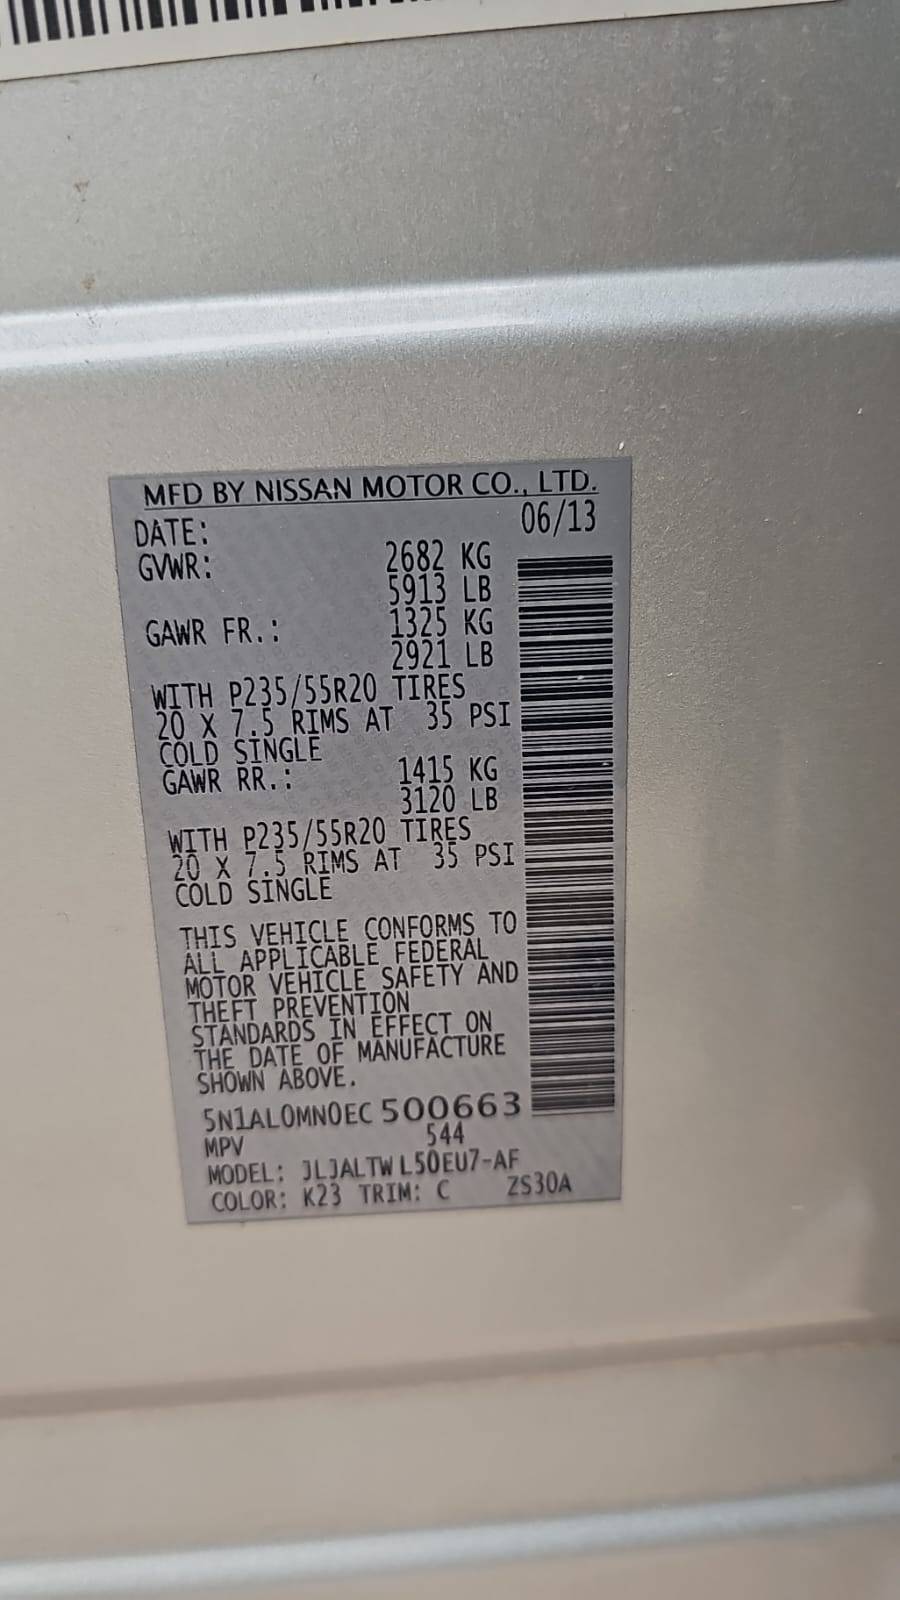 MFD BY NISSAN MOTOR CO., LTD.
DATE: 06/13
GVWR: 2682 KG
5913 LB
GAWR FR.: 1325 KG
2921 LB
WITH P235/55R20 TIRES
20 X 7.5 RIMS AT 35 PSI
COLD SINGLE
GAWR RR.: 1415 KG
3120 LB
WITH P235/55R20 TIRES
20 X 7.5 RIMS AT 35 PSI
COLD SINGLE
THIS VEHICLE CONFORMS TO
ALL APPLICABLE FEDERAL
MOTOR VEHICLE SAFETY AND
THEFT PREVENTION
STANDARDS IN EFFECT ON
THE DATE OF MANUFACTURE
SHOWN ABOVE.
5N1AL0MN0EC 500663
MPV 544
MODEL: JLJALTW L50EU7-AF
COLOR: K23 TRIM: C ZS30A